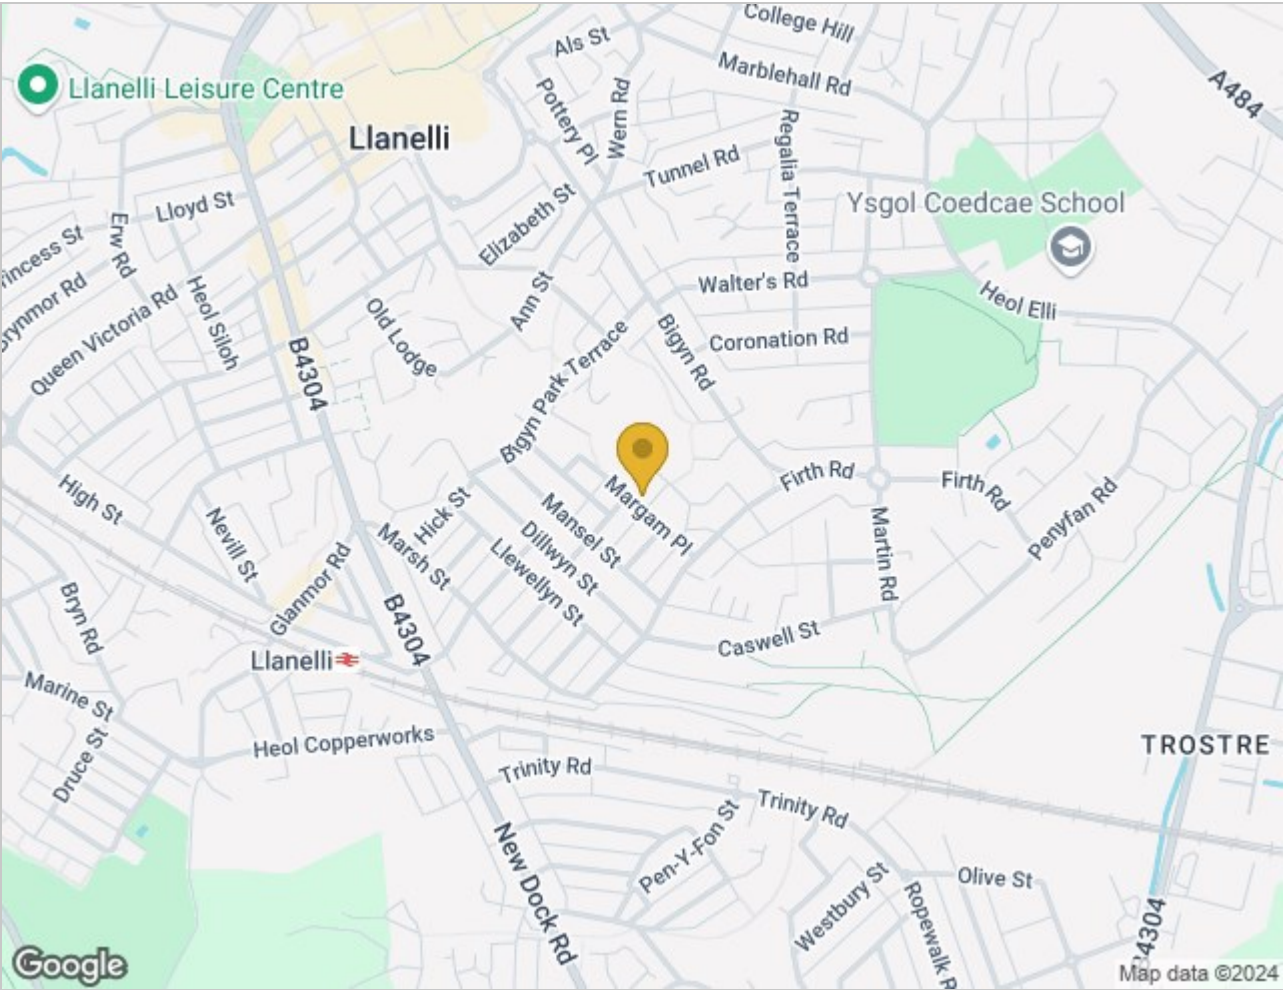 College Hill
Als St
Marblehall Rd
A484
Llanelli Leisure Centre
Pottery Pl
Wern Rd
Llanelli
Regalia Terrace
Tunnel Rd
Ysgol Coedcae School
Lloyd St
Elizabeth St
Erw Rd
rincess St
Brynmor Rd
Queen Victoria Rd
Heol Siloh
Old Lodge
Ann St
Walter's Rd
Heol Elli
Bigyn Rd
Coronation Rd
B4304
Bigyn Park Terrace
High St
Nevill St
Hick St
Margam Pl
Firth Rd
Firth Rd
Penyfan Rd
Mansel St
Dillwyn St
Llewellyn St
Marsh St
Martin Rd
Glanmor Rd
Bryn Rd
B4304
Caswell St
Llanelli
Marine St
Druce St
Heol Copperworks
Trinity Rd
TROSTRE
Trinity Rd
Pen-Y-Fon St
New Dock Rd
Westbury St
Olive St
Ropewalk R
B4304
Google
Map data ©2024